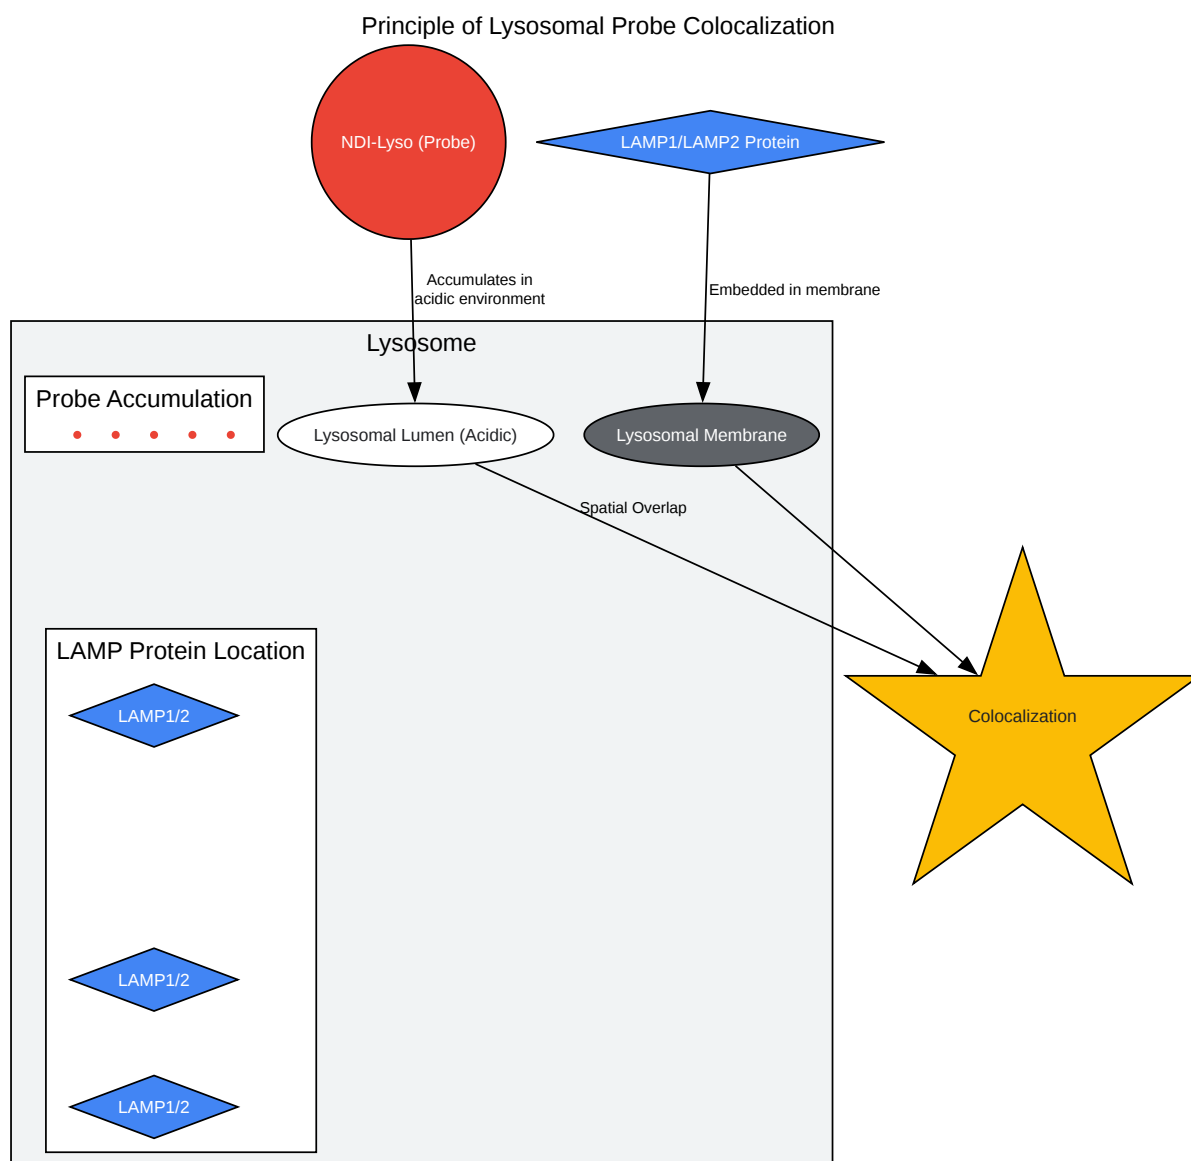 Principle of Lysosomal Probe Colocalization
NDI-Lyso (Probe)
LAMP1/LAMP2 Protein
Accumulates in
acidic environment
Embedded in membrane
Lysosome
Probe Accumulation
Lysosomal Lumen (Acidic)
Lysosomal Membrane
Spatial Overlap
LAMP Protein Location
LAMP1/2
Colocalization
LAMP1/2
LAMP1/2